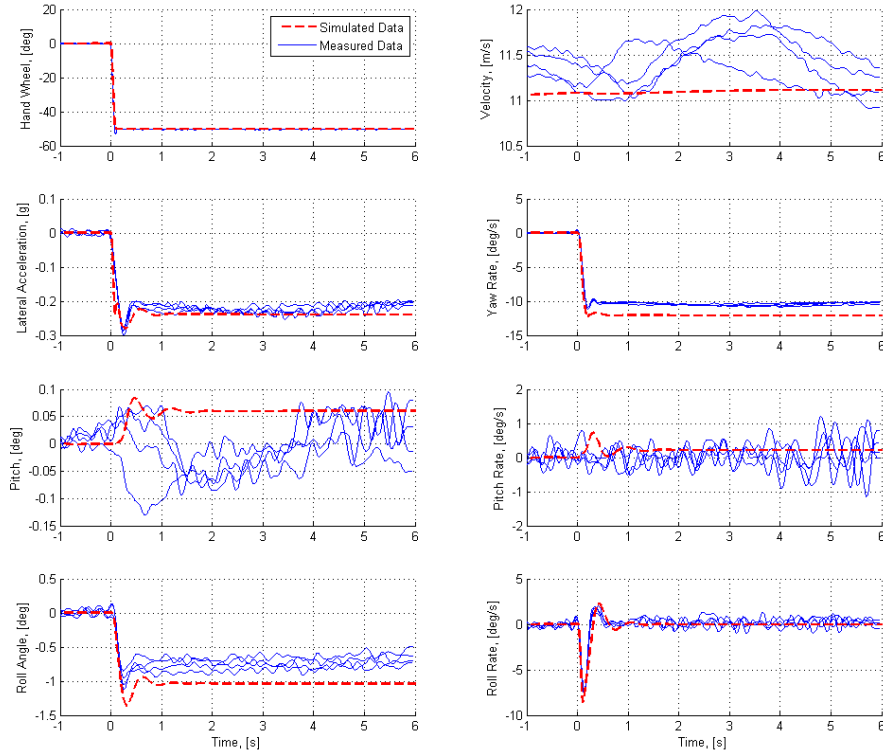 20
0
-20
-40
-60
Hand Wheel, [deg]
-1 0 1 2 3 4 5 6
Simulated Data
Measured Data
12
11.5
11
10.5
Velocity, [m/s]
-1 0 1 2 3 4 5 6
0.1
0
-0.1
-0.2
-0.3
Lateral Acceleration, [g]
-1 0 1 2 3 4 5 6
5
0
-5
-10
-15
Yaw Rate, [deg/s]
-1 0 1 2 3 4 5 6
0.1
0.05
0
-0.05
-0.1
-0.15
Pitch, [deg]
-1 0 1 2 3 4 5 6
2
1
0
-1
-2
Pitch Rate, [deg/s]
-1 0 1 2 3 4 5 6
0.5
0
-0.5
-1
-1.5
Roll Angle, [deg]
-1 0 1 2 3 4 5 6
Time, [s]
5
0
-5
-10
Roll Rate, [deg/s]
-1 0 1 2 3 4 5 6
Time, [s]